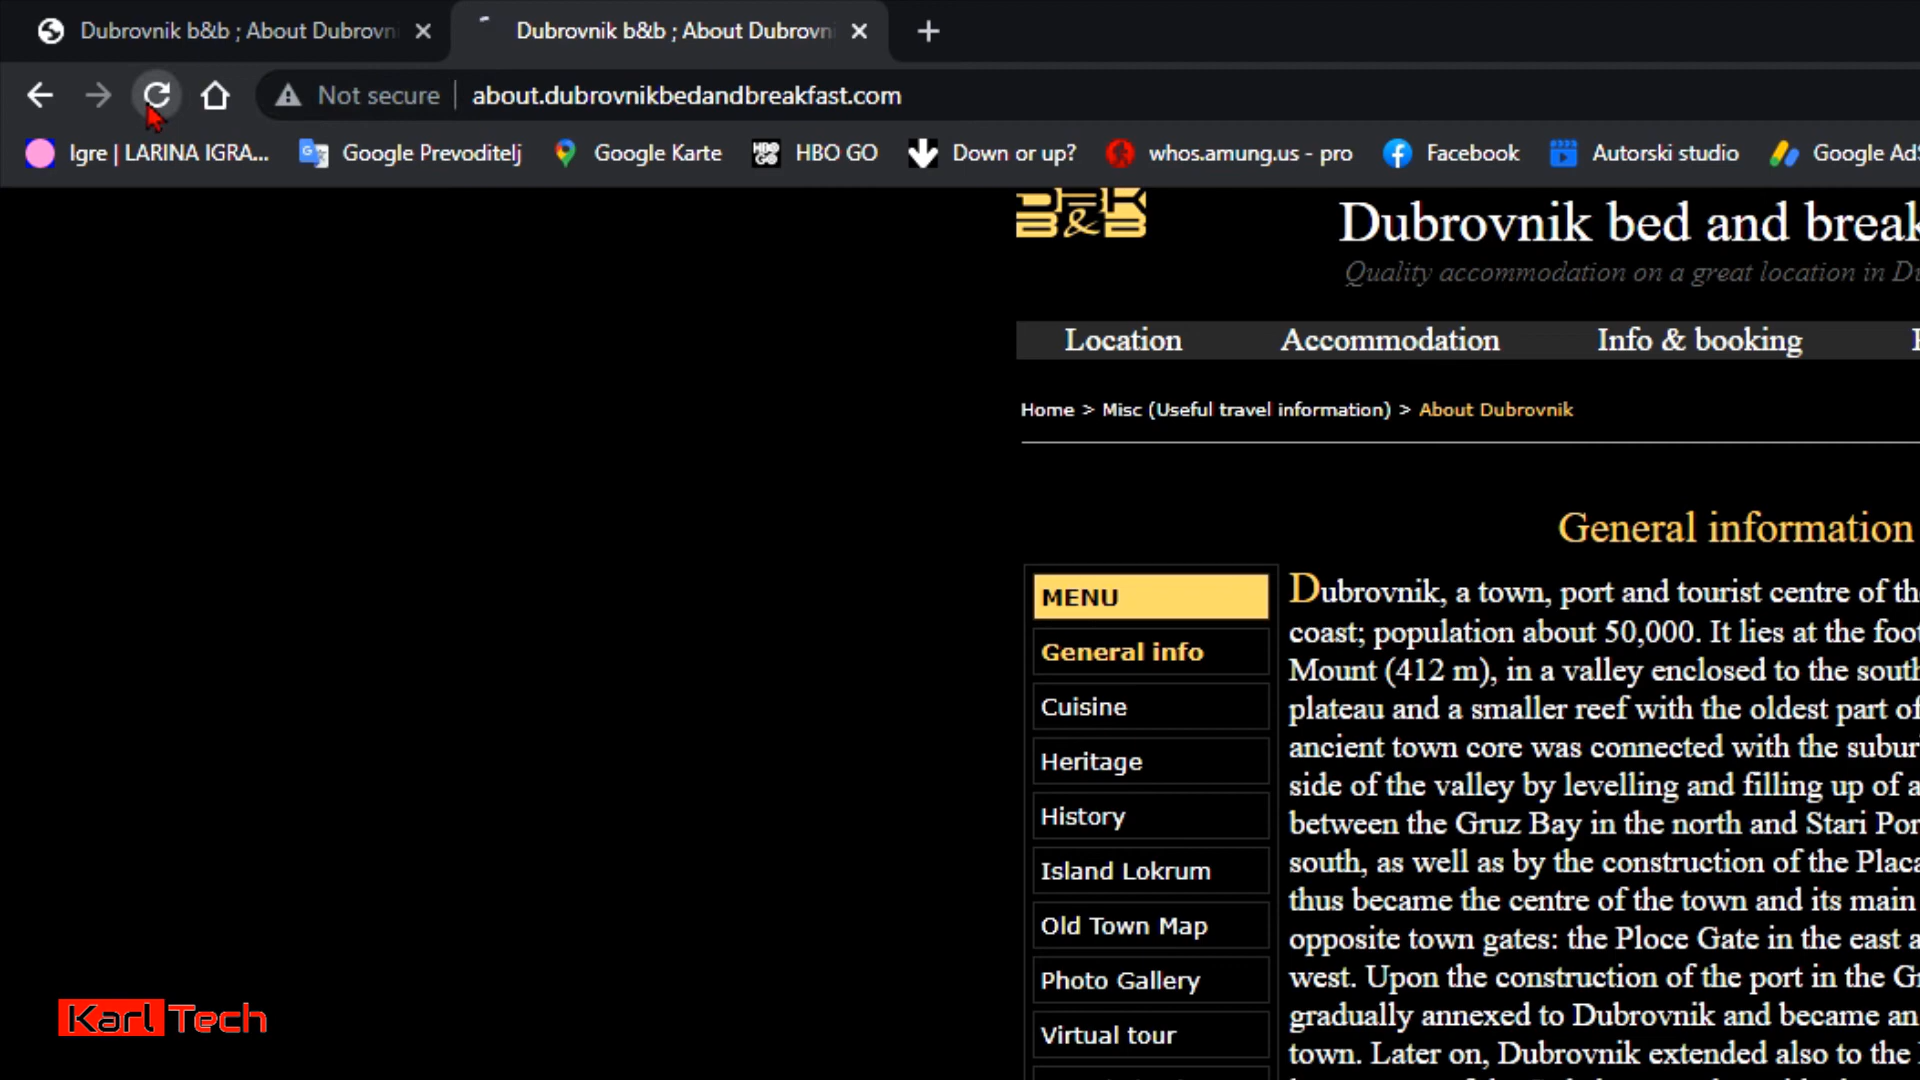 Dubrovnik b&b ; About Dubrovn
Dubrovnik b&b ; About Dubrovn
Not secure
about.dubrovnikbedandbreakfast.com
Igre | LARINA IGRA...
Google Prevoditelj
Google Karte
HBO GO
HBO GO
Down or up?
whos.amung.us - pro
Facebook
Autorski studio
Google Ad
B&B
Dubrovnik bed and break
Quality accommodation on a great location in D
Location
Accommodation
Info & booking
Home > Misc (Useful travel information) > About Dubrovnik
General information
MENU
General info
Cuisine
Heritage
History
Island Lokrum
Old Town Map
Photo Gallery
Virtual tour
Dubrovnik, a town, port and tourist centre of th
coast; population about 50,000. It lies at the foo
Mount (412 m), in a valley enclosed to the south
plateau and a smaller reef with the oldest part of
ancient town core was connected with the subur
side of the valley by levelling and filling up of a
between the Gruz Bay in the north and Stari Por
south, as well as by the construction of the Placa
thus became the centre of the town and its main
opposite town gates: the Ploce Gate in the east a
west. Upon the construction of the port in the G
gradually annexed to Dubrovnik and became an
town. Later on, Dubrovnik extended also to the
Karl Tech